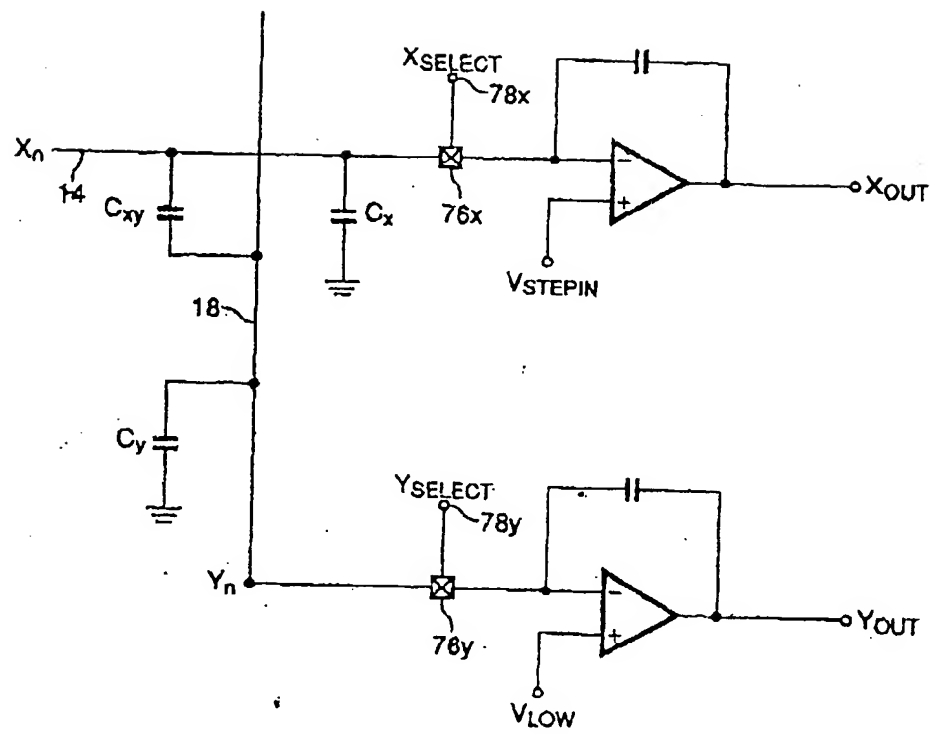 XSELECT
78x
Xn
14
Cxy
Cx
76x
XOUT
VSTEPIN
18
Cy
YSELECT
78y
Yn
76y
YOUT
VLOW
- +
- +